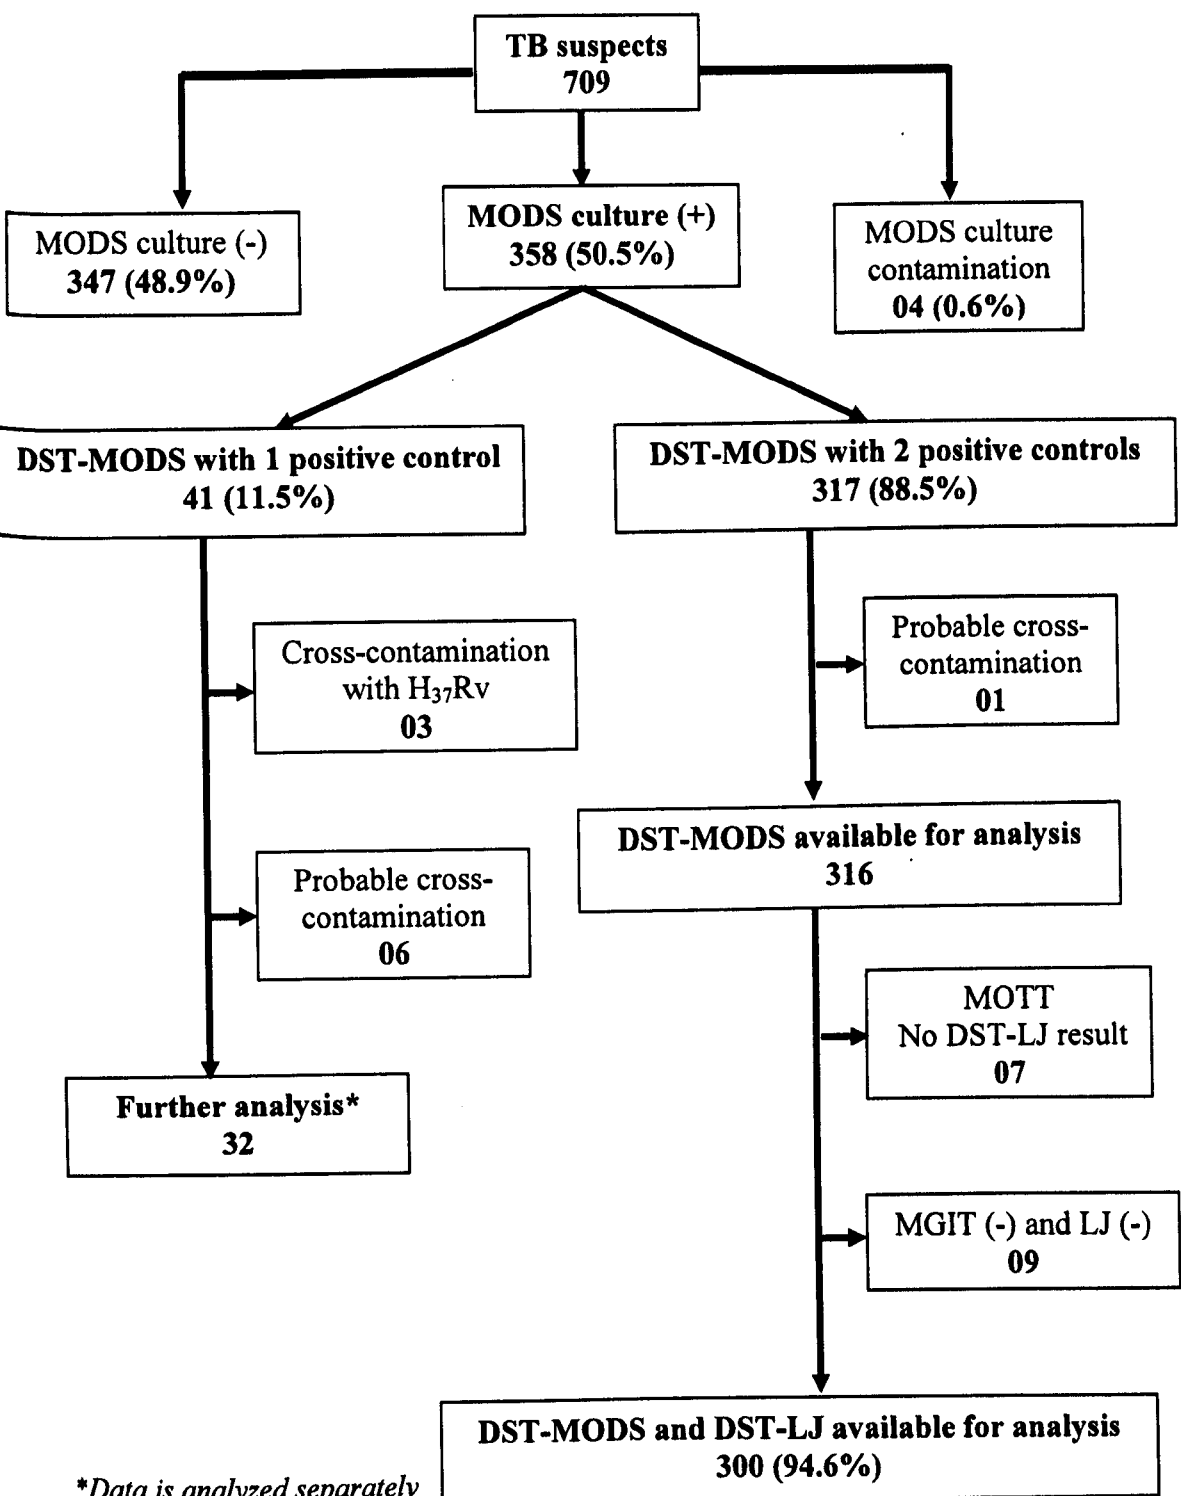 TB suspects
709
MODS culture (-)
347 (48.9%)
MODS culture (+)
358 (50.5%)
MODS culture
contamination
04 (0.6%)
DST-MODS with 1 positive control
41 (11.5%)
DST-MODS with 2 positive controls
317 (88.5%)
Cross-contamination
with H₃₇Rv
03
Probable cross-
contamination
01
DST-MODS available for analysis
316
Probable cross-
contamination
06
MOTT
No DST-LJ result
07
Further analysis*
32
MGIT (-) and LJ (-)
09
DST-MODS and DST-LJ available for analysis
300 (94.6%)
*Data is analyzed separately